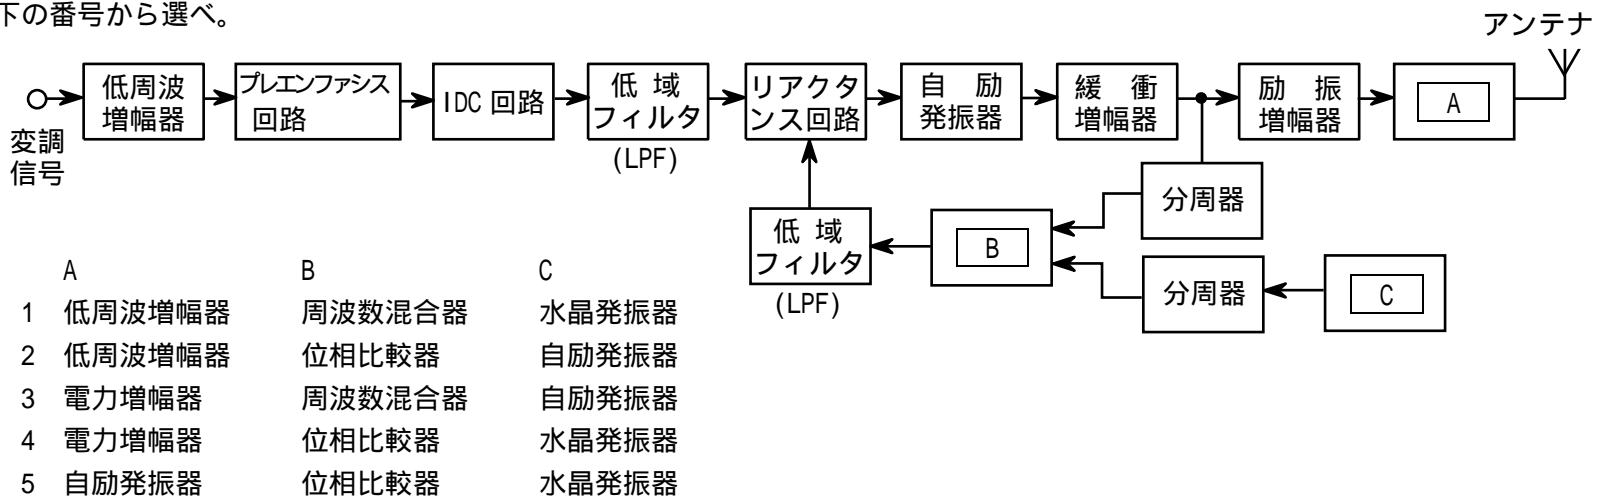 下の番号から選べ。
アンテナ
低周波
増幅器
プレエンファシス
回路
IDC 回路
低 域
フィルタ
(LPF)
リアクタ
ンス回路
自 励
発振器
緩 衝
増幅器
励 振
増幅器
A
変調
信号
分周器
低 域
フィルタ
(LPF)
B
分周器
C
A B C
1 低周波増幅器 周波数混合器 水晶発振器
2 低周波増幅器 位相比較器 自励発振器
3 電力増幅器 周波数混合器 自励発振器
4 電力増幅器 位相比較器 水晶発振器
5 自励発振器 位相比較器 水晶発振器